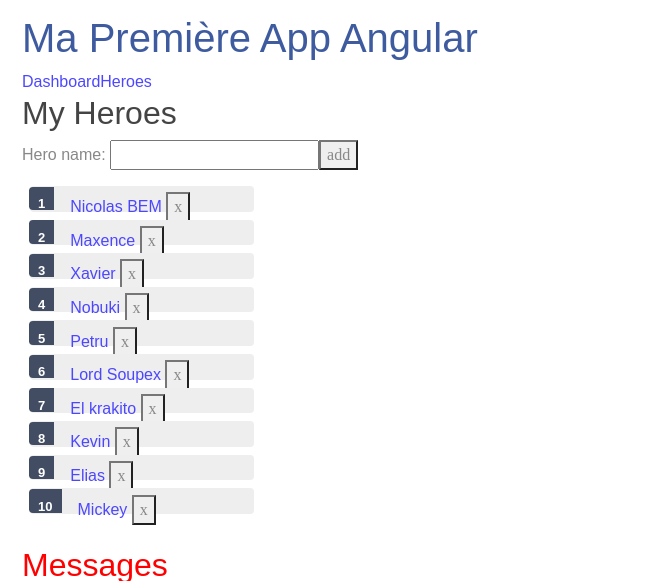 Ma Première App Angular
DashboardHeroes
My Heroes
Hero name: add
1 Nicolas BEM x
2 Maxence x
3 Xavier x
4 Nobuki x
5 Petru x
6 Lord Soupex x
7 El krakito x
8 Kevin x
9 Elias x
10 Mickey x
Messages